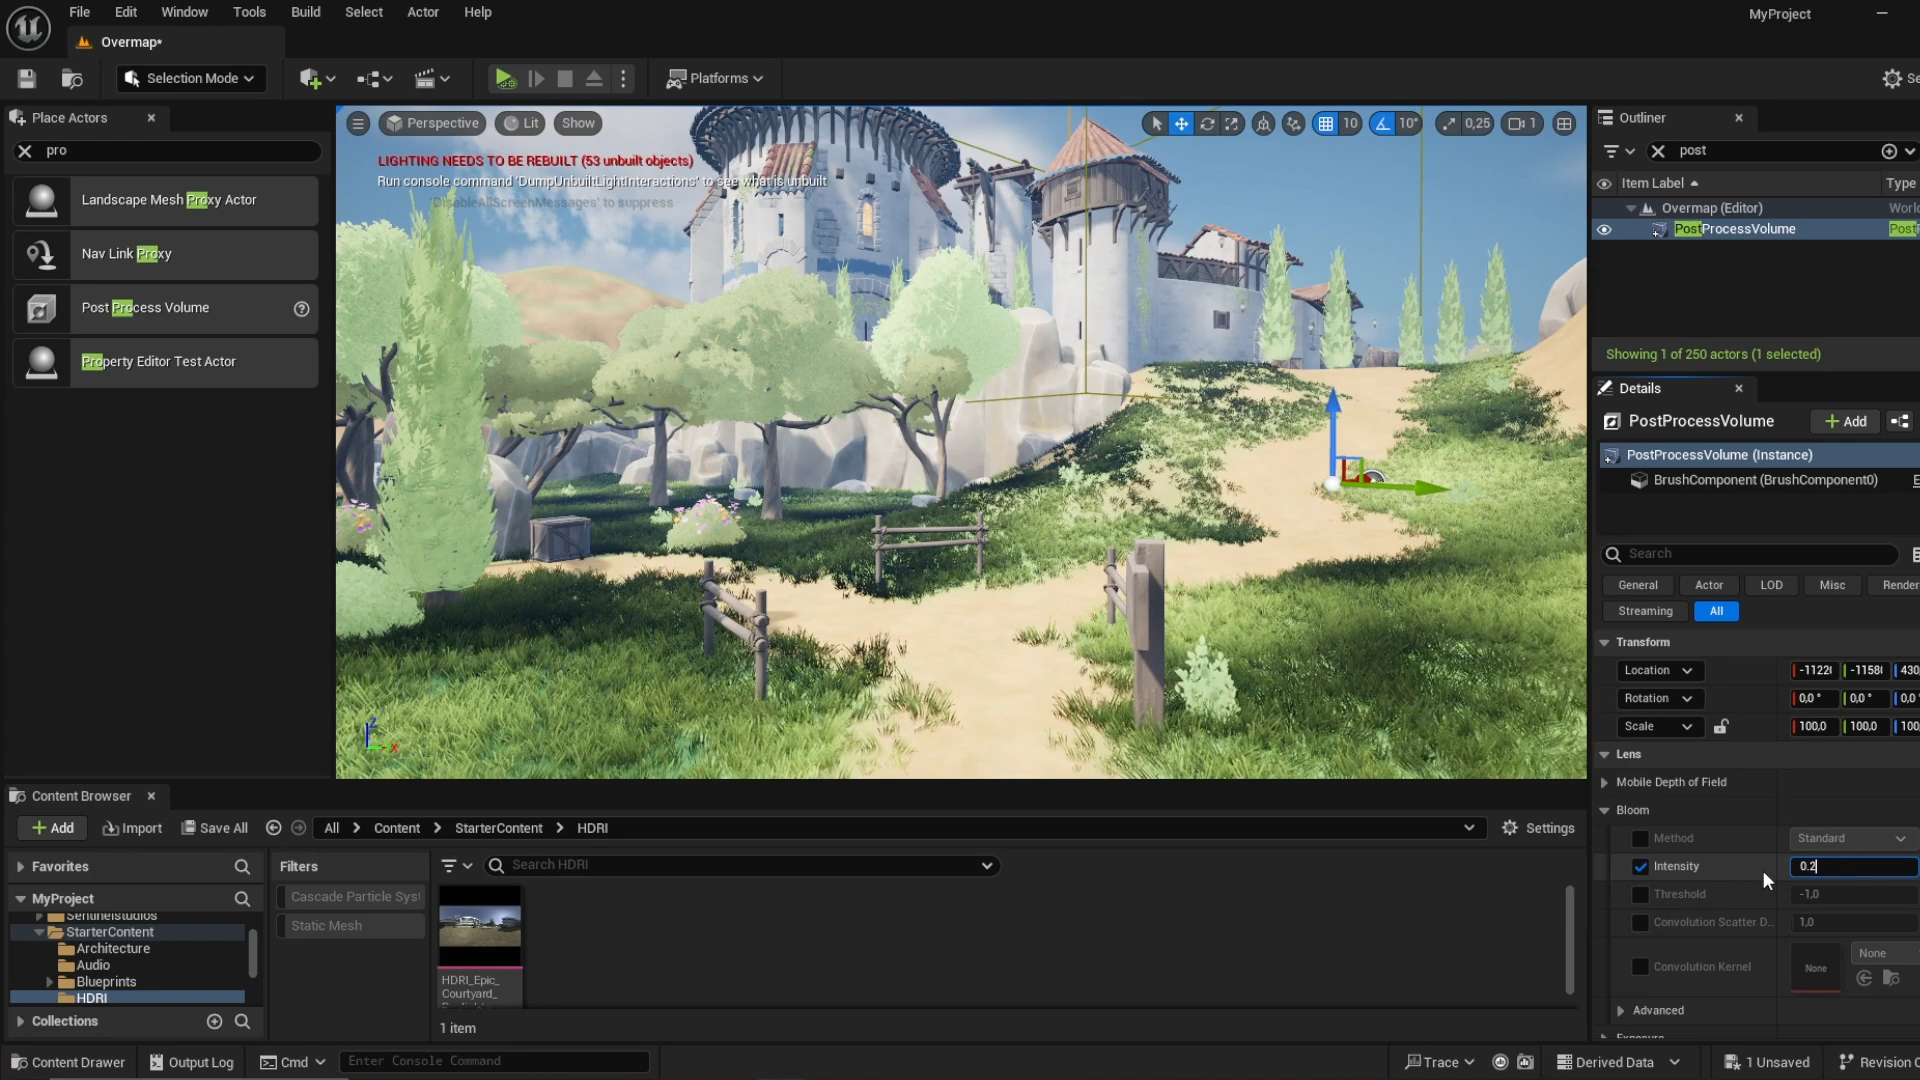 File Edit Window Tools Build Select Actor Help
MyProject
Overmap*
Selection Mode
Platforms
Place Actors
pro
Landscape Mesh Proxy Actor
Nav Link Proxy
Post Process Volume
Property Editor Test Actor
Perspective Lit Show
10 10° 0,25 1
LIGHTING NEEDS TO BE REBUILT (53 unbuilt objects)
Run console command 'DumpUnbuiltLightInteractions' to see what is unbuilt
'DisableAllScreenMessages' to suppress
Outliner
post
Item Label Type
Overmap (Editor)
PostProcessVolume
Showing 1 of 250 actors (1 selected)
Details
PostProcessVolume Add
PostProcessVolume (Instance)
BrushComponent (BrushComponent0)
Search
General Actor LOD Misc
Streaming All
Transform
Location
Rotation 0,0 ° 0,0 °
Scale 100,0 100,0
Lens
Mobile Depth of Field
Bloom
Method Standard
Intensity 0.2
Threshold -1,0
Convolution Scatter D... 1,0
Convolution Kernel None None
Advanced
Content Browser
Add Import Save All All Content StarterContent HDRI Settings
Favorites
MyProject
Sentinelstudios
StarterContent
Architecture
Audio
Blueprints
HDRI
Collections
Filters
Cascade Particle Syst
Static Mesh
Search HDRI
HDRI_Epic_
Courtyard_
1 item
Content Drawer Output Log Cmd Enter Console Command
Trace Derived Data 1 Unsaved Revision